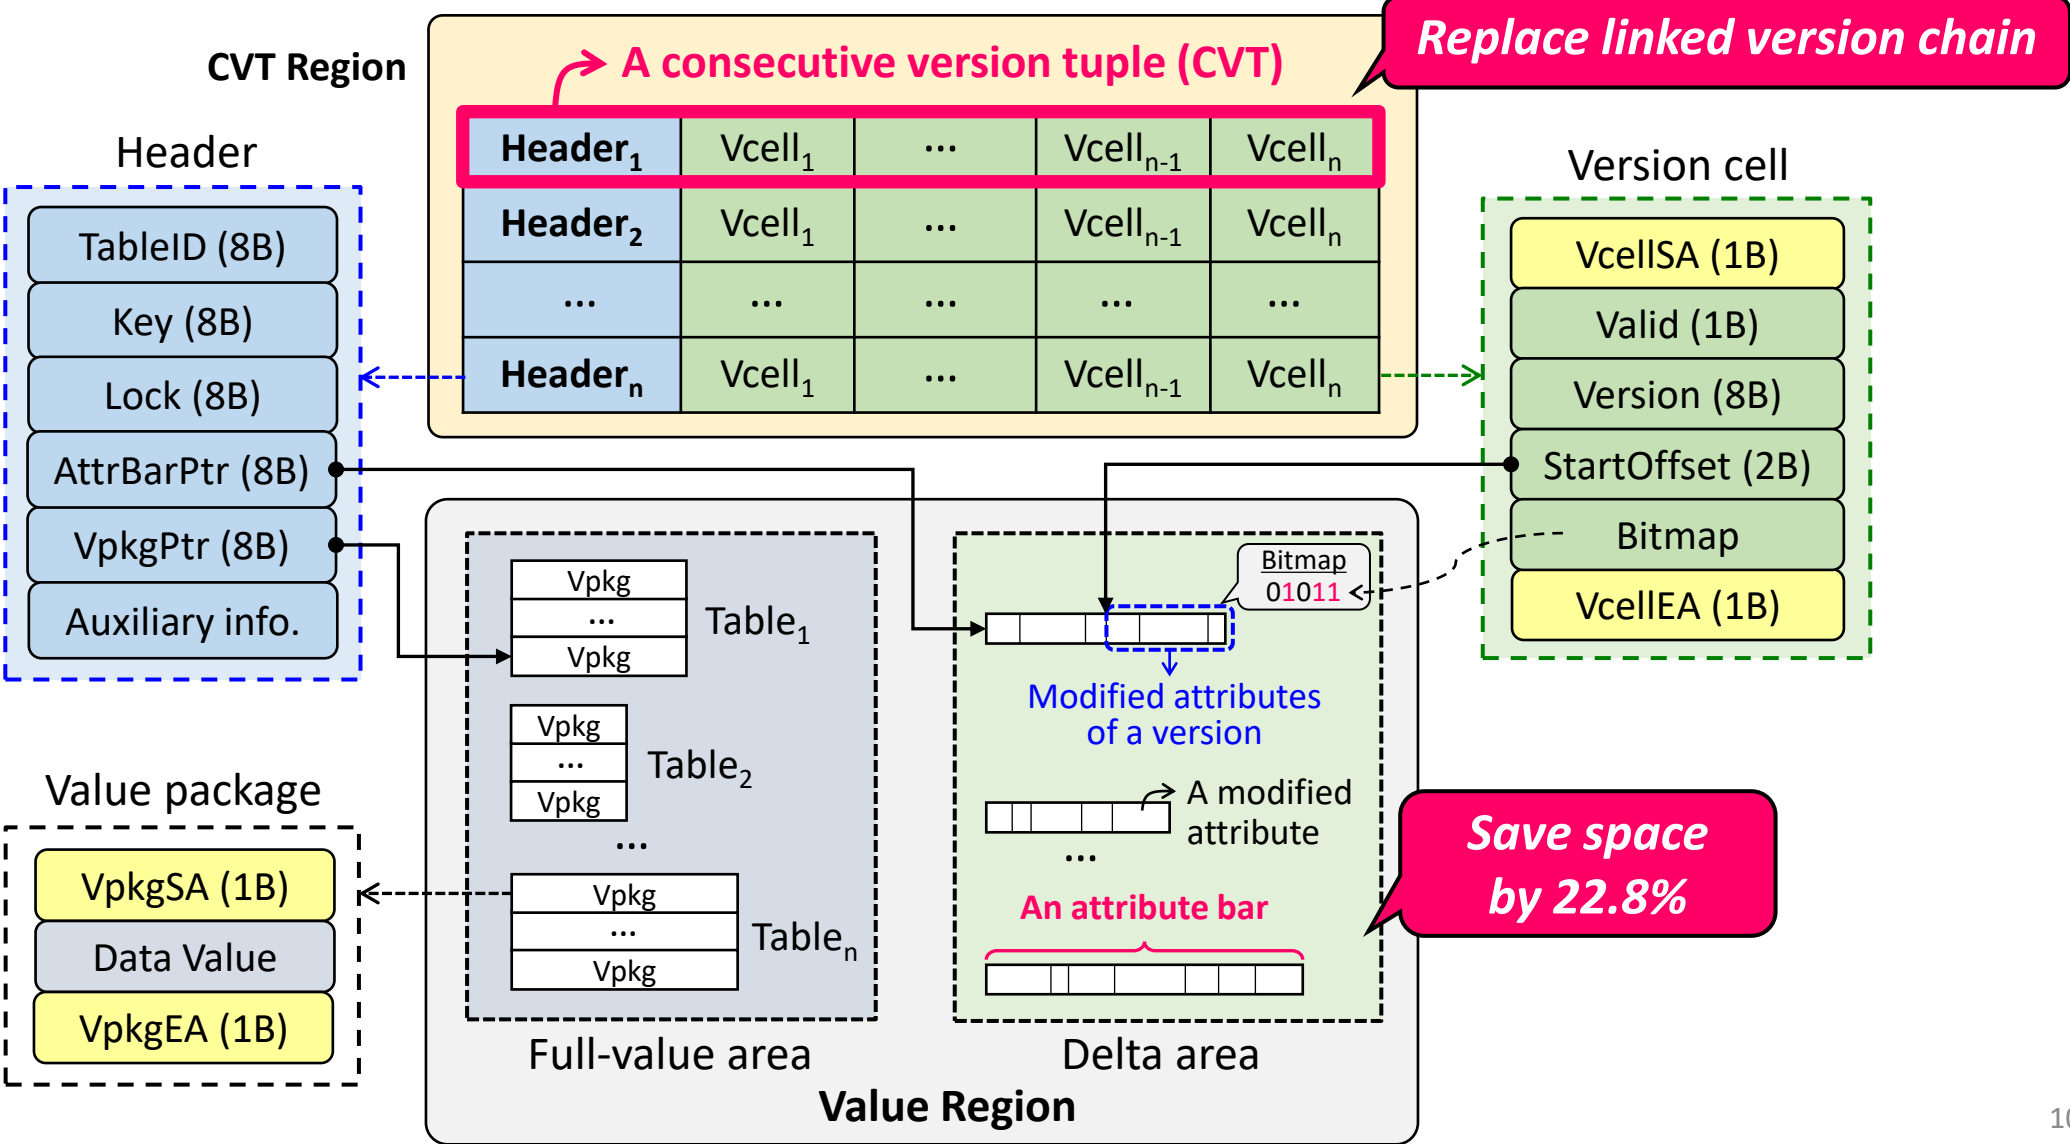 Replace linked version chain
CVT Region
A consecutive version tuple (CVT)
Header1 Vcell1 ... Vcelln-1 Vcelln
Header2 Vcell1 ... Vcelln-1 Vcelln
... ... ... ... ...
Headern Vcell1 ... Vcelln-1 Vcelln
Header
TableID (8B)
Key (8B)
Lock (8B)
AttrBarPtr (8B)
VpkgPtr (8B)
Auxiliary info.
Version cell
VcellSA (1B)
Valid (1B)
Version (8B)
StartOffset (2B)
Bitmap
VcellEA (1B)
Vpkg
...
Vpkg
Table1
Vpkg
...
Vpkg
Table2
...
Vpkg
...
Vpkg
Tablen
Full-value area
Bitmap
01011
Modified attributes
of a version
A modified
attribute
...
An attribute bar
Delta area
Value Region
Value package
VpkgSA (1B)
Data Value
VpkgEA (1B)
Save space
by 22.8%